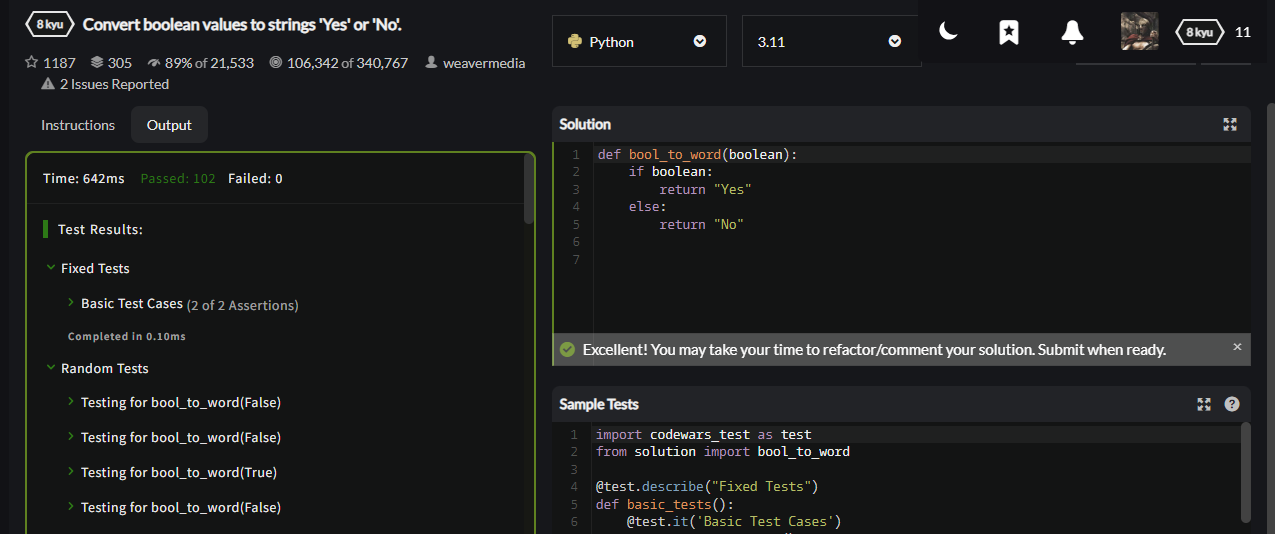 8 kyu Convert boolean values to strings 'Yes' or 'No'.
1187 305 89% of 21,533 106,342 of 340,767 weavermedia
2 Issues Reported
Python 3.11 8 kyu 11
Instructions Output
Time: 642ms Passed: 102 Failed: 0
Test Results:
Fixed Tests
Basic Test Cases (2 of 2 Assertions)
Completed in 0.10ms
Random Tests
Testing for bool_to_word(False)
Testing for bool_to_word(False)
Testing for bool_to_word(True)
Testing for bool_to_word(False)
Solution
1 def bool_to_word(boolean):
2     if boolean:
3         return "Yes"
4     else:
5         return "No"
6
7
Excellent! You may take your time to refactor/comment your solution. Submit when ready. ×
Sample Tests ?
1 import codewars_test as test
2 from solution import bool_to_word
3
4 @test.describe("Fixed Tests")
5 def basic_tests():
6     @test.it('Basic Test Cases')